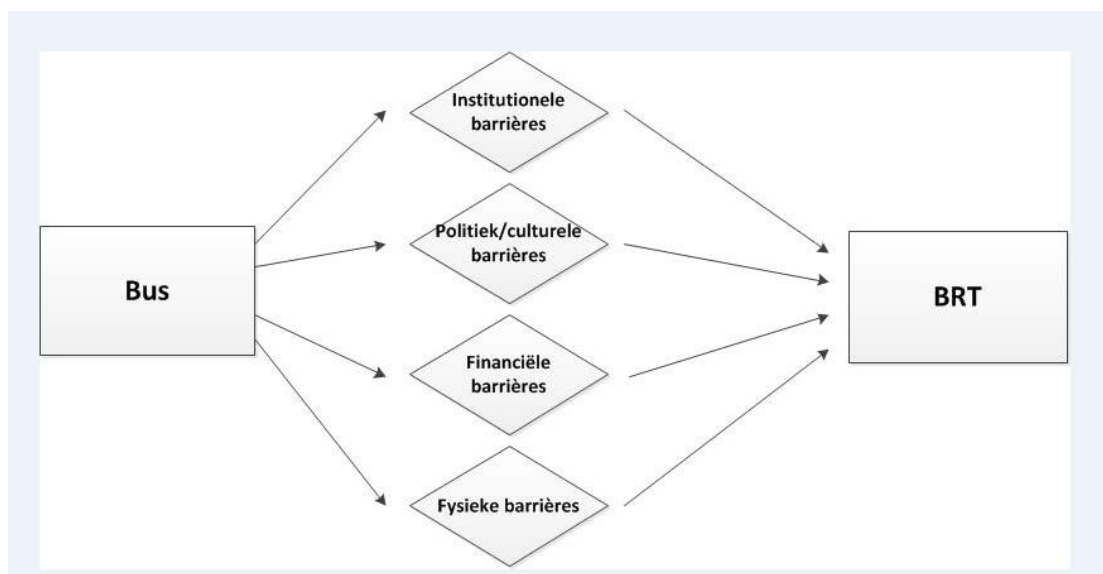 Institutionele
barrières
Politiek/culturele
barrières
Bus
BRT
Financiële
barrières
Fysieke barrières